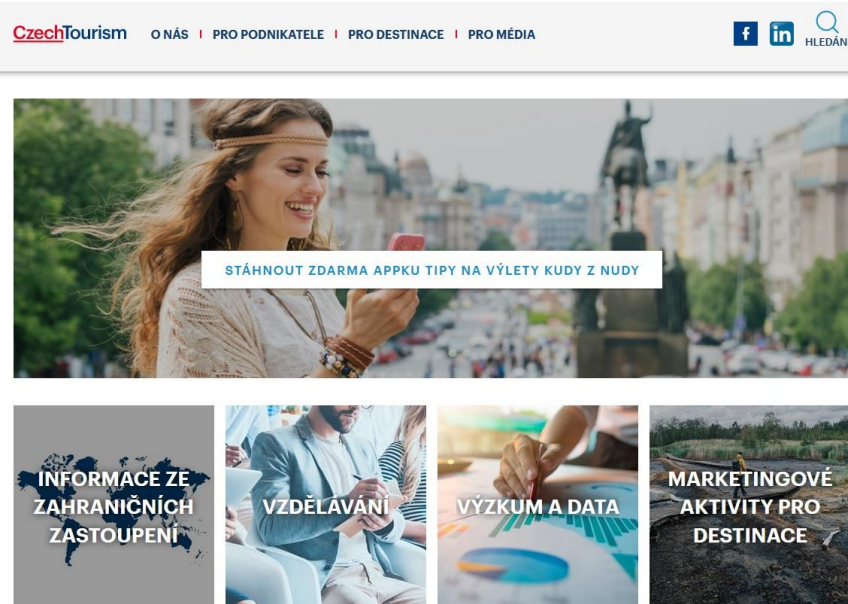 CzechTourism
O NÁS
PRO PODNIKATELE
PRO DESTINACE
PRO MÉDIA
f
in
STÁHNOUT ZDARMA APPKU TIPY NA VÝLETY KUDY Z NUDY
INFORMACE ZE
ZAHRANIČNÍCH
ZASTOUPENÍ
VZDĚLÁVÁNÍ
VÝZKUM A DATA
MARKETINGOVÉ
AKTIVITY PRO
DESTINACE